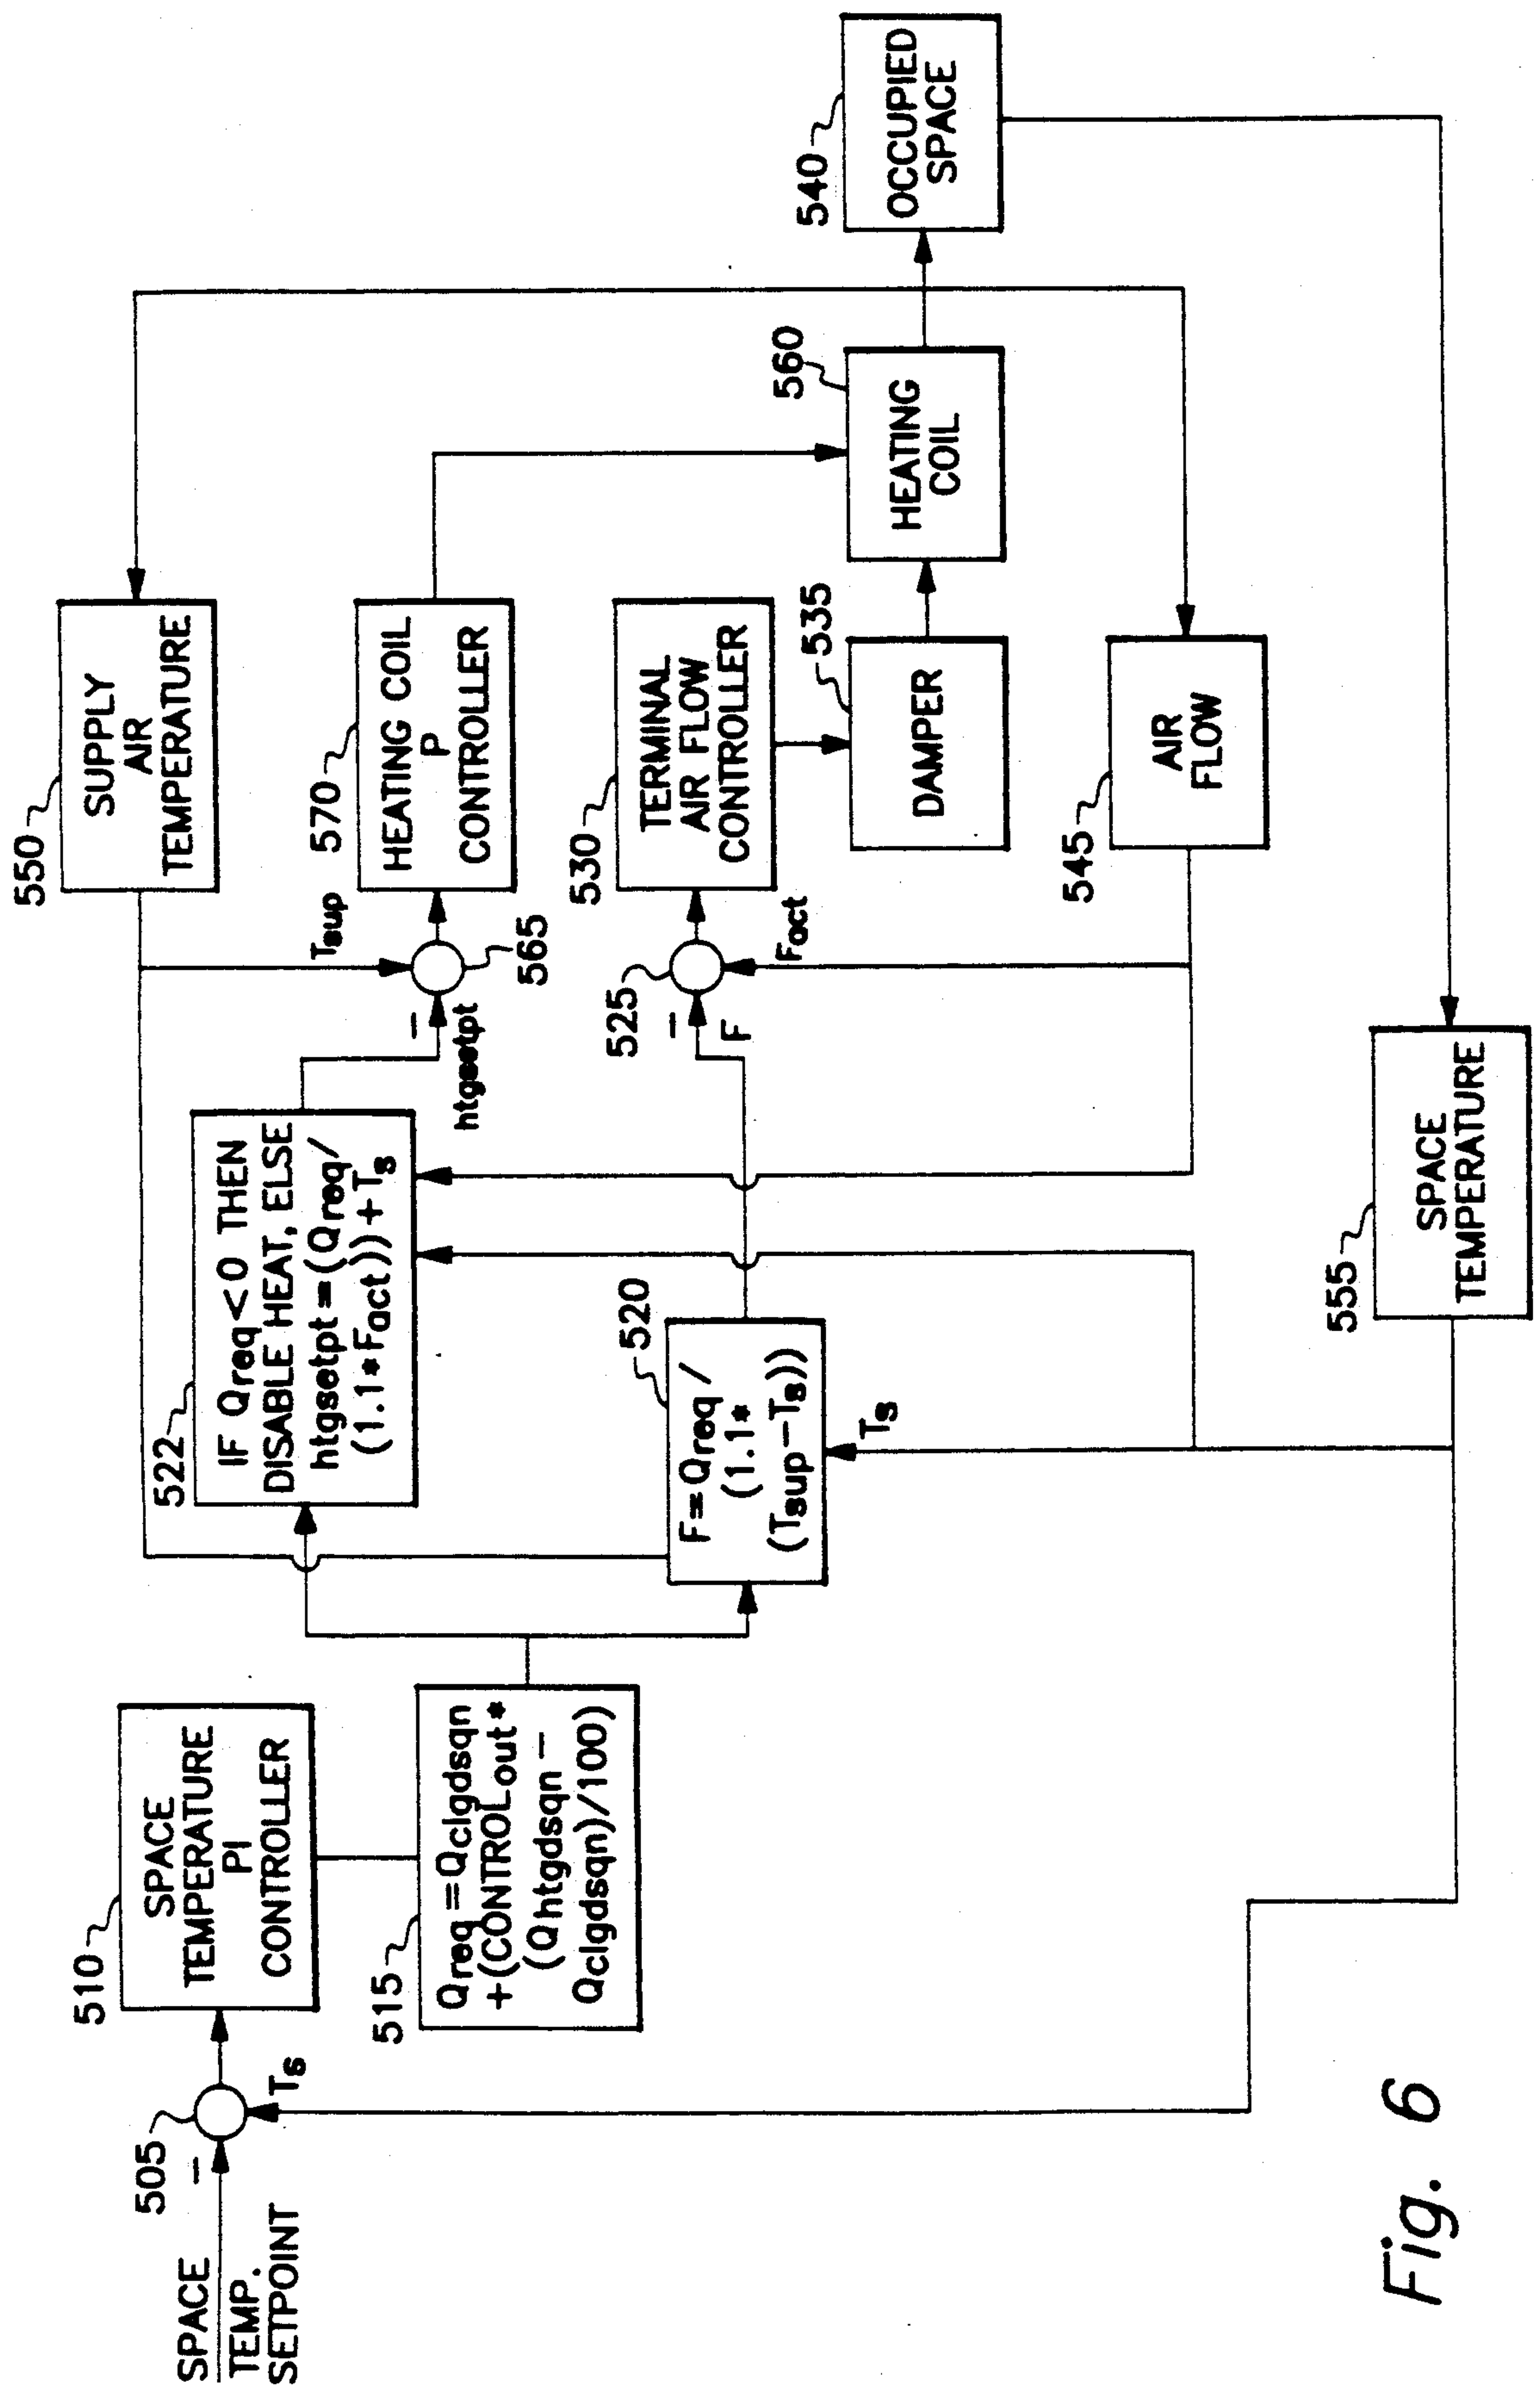 SPACE
TEMP.
SETPOINT
505
−
Ts
510
SPACE
TEMPERATURE
PI
CONTROLLER
515
Qreq=Qclgdsqn
+(CONTROLout*
(Qhtgdsqn−
Qclgdsqn)/100)
522
IF Qreq<0 THEN
DISABLE HEAT, ELSE
htgsetpt=(Qreq/
(1.1*Fact))+Ts
520
F=Qreq/
(1.1*
(Tsup−Ts))
Ts
−
htgsetpt
Tsup
565
525
−
F
Fact
550
SUPPLY
AIR
TEMPERATURE
570
HEATING COIL
P
CONTROLLER
530
TERMINAL
AIR FLOW
CONTROLLER
535
DAMPER
545
AIR
FLOW
560
HEATING
COIL
540
OCCUPIED
SPACE
555
SPACE
TEMPERATURE
Fig. 6